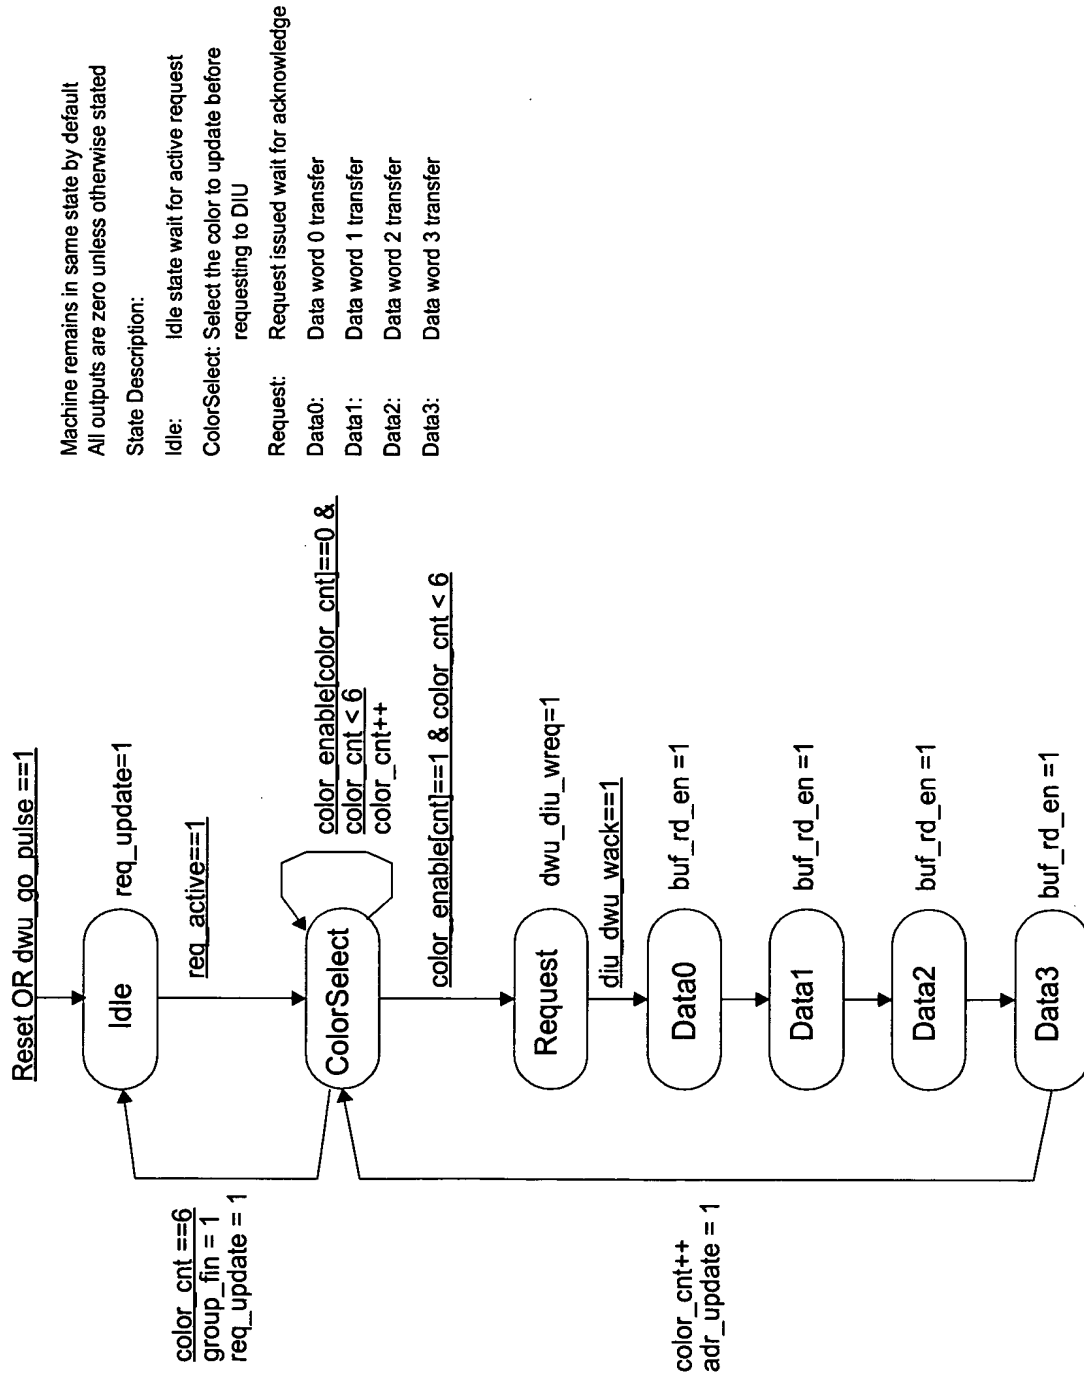 Reset OR dwu_go_pulse ==1
Idle
req_update=1
req_active==1
ColorSelect
color_enable[color_cnt]==0 &
color_cnt < 6
color_cnt++
color_enable[cnt]==1 & color_cnt < 6
Request
dwu_diu_wreq=1
diu_dwu_wack==1
Data0
buf_rd_en =1
Data1
buf_rd_en =1
Data2
buf_rd_en =1
Data3
buf_rd_en =1
color_cnt ==6
group_fin = 1
req_update = 1
color_cnt++
adr_update = 1
Machine remains in same state by default
All outputs are zero unless otherwise stated
State Description:
Idle: Idle state wait for active request
ColorSelect: Select the color to update before
requesting to DIU
Request: Request issued wait for acknowledge
Data0: Data word 0 transfer
Data1: Data word 1 transfer
Data2: Data word 2 transfer
Data3: Data word 3 transfer